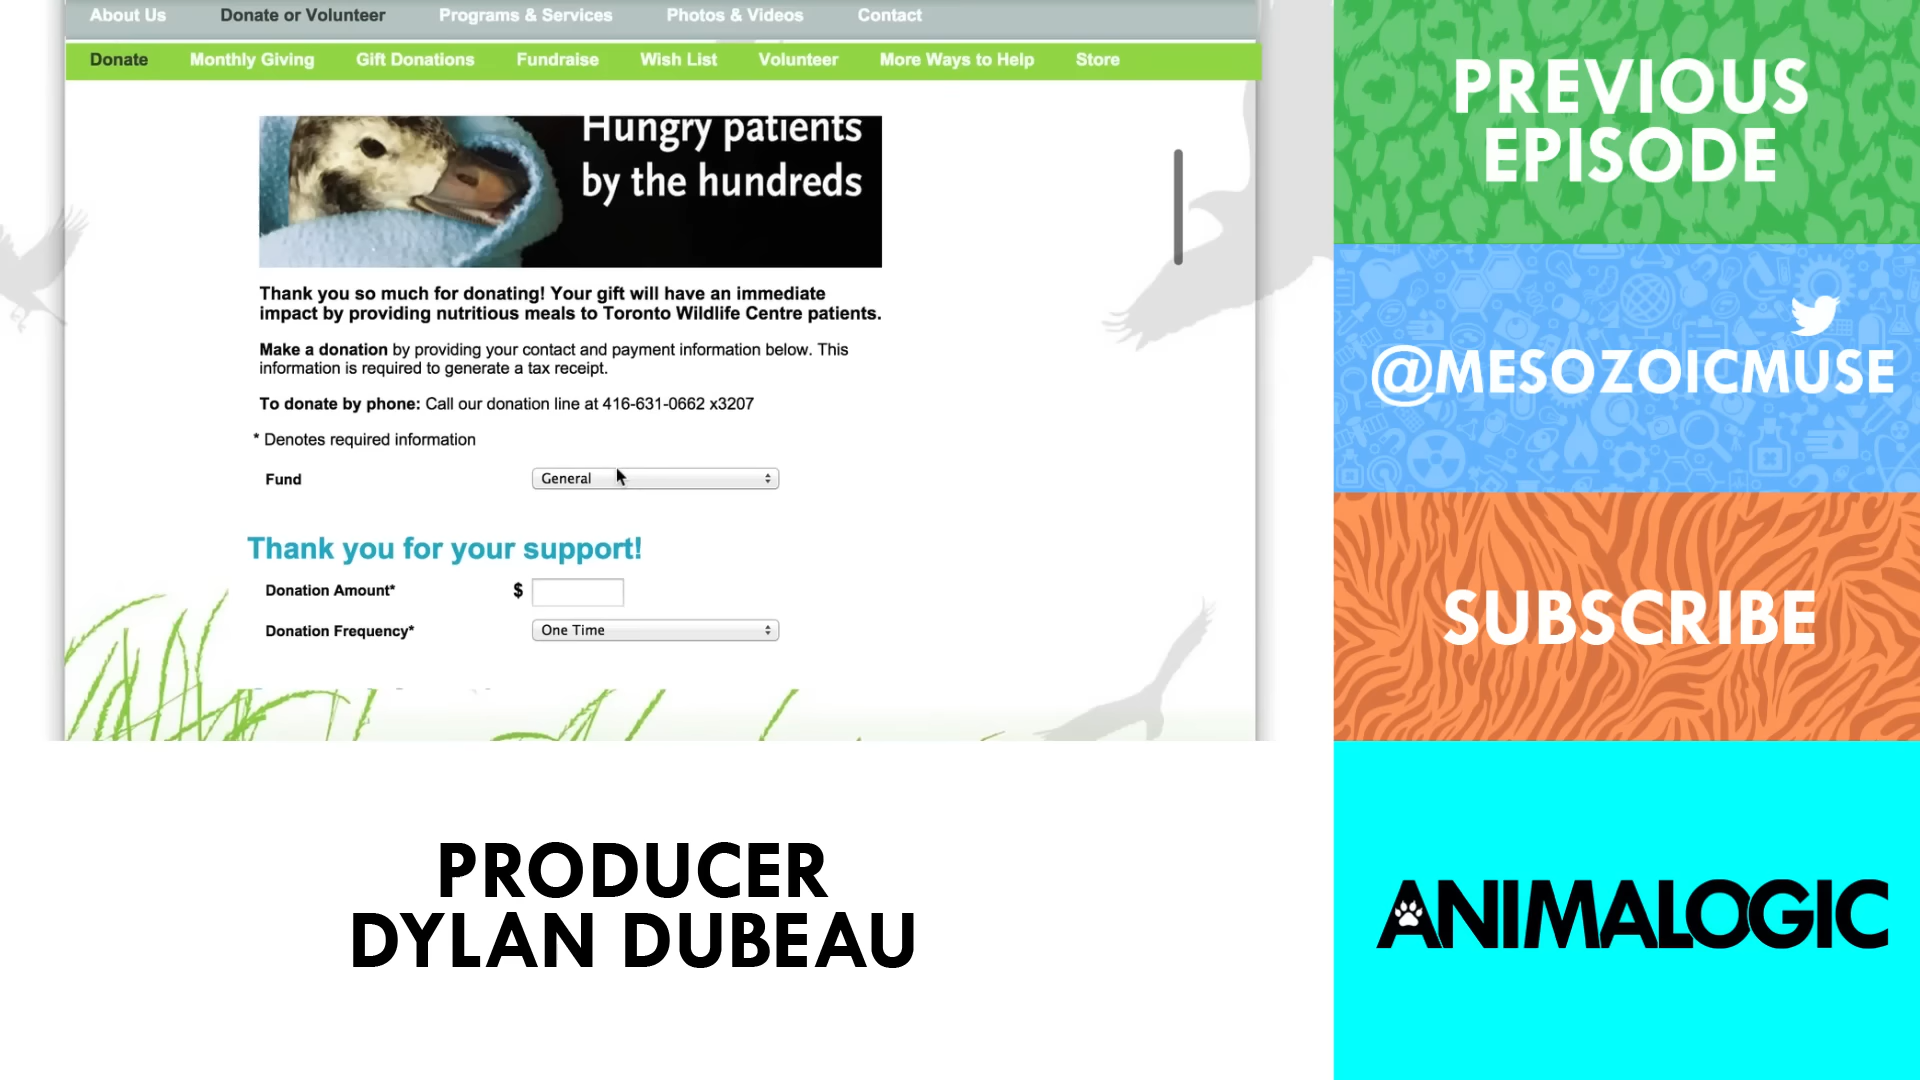 About Us Donate or Volunteer Programs & Services Photos & Videos Contact
Donate Monthly Giving Gift Donations Fundraise Wish List Volunteer More Ways to Help Store
Hungry patients
by the hundreds
Thank you so much for donating! Your gift will have an immediate
impact by providing nutritious meals to Toronto Wildlife Centre patients.
Make a donation by providing your contact and payment information below. This
information is required to generate a tax receipt.
To donate by phone: Call our donation line at 416-631-0662 x3207
* Denotes required information
Fund General
Thank you for your support!
Donation Amount* $
Donation Frequency* One Time
PRODUCER
DYLAN DUBEAU
PREVIOUS
EPISODE
@MESOZOICMUSE
SUBSCRIBE
ANIMALOGIC